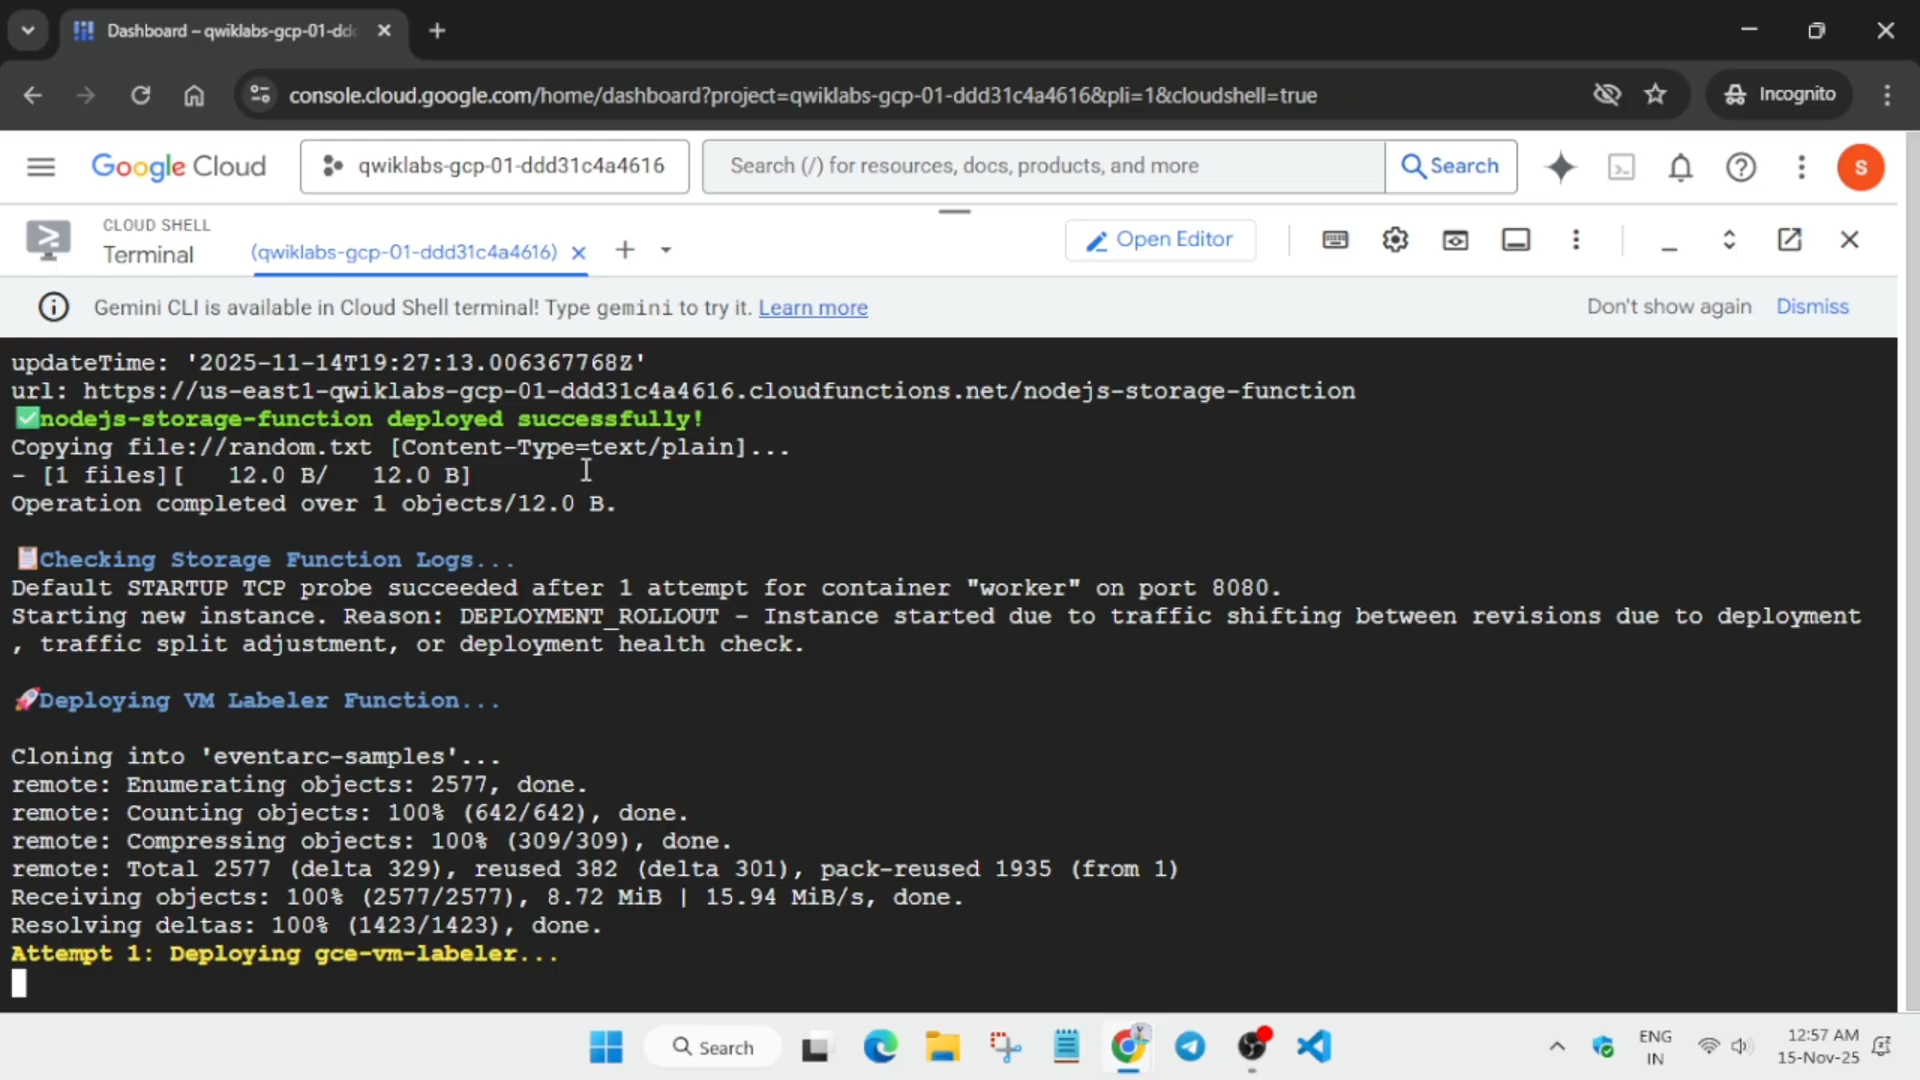 Dashboard – qwiklabs-gcp-01-ddd
console.cloud.google.com/home/dashboard?project=qwiklabs-gcp-01-ddd31c4a4616&pli=1&cloudshell=true
Incognito
Google Cloud
qwiklabs-gcp-01-ddd31c4a4616
Search (/) for resources, docs, products, and more
Search
S
CLOUD SHELL
Terminal
(qwiklabs-gcp-01-ddd31c4a4616)
Open Editor
Gemini CLI is available in Cloud Shell terminal! Type gemini to try it. Learn more
Don't show again
Dismiss
updateTime: '2025-11-14T19:27:13.006367768Z'
url: https://us-east1-qwiklabs-gcp-01-ddd31c4a4616.cloudfunctions.net/nodejs-storage-function
✅nodejs-storage-function deployed successfully!
Copying file://random.txt [Content-Type=text/plain]...
- [1 files][   12.0 B/   12.0 B]
Operation completed over 1 objects/12.0 B.
📋Checking Storage Function Logs...
Default STARTUP TCP probe succeeded after 1 attempt for container "worker" on port 8080.
Starting new instance. Reason: DEPLOYMENT_ROLLOUT - Instance started due to traffic shifting between revisions due to deployment
, traffic split adjustment, or deployment health check.
🚀Deploying VM Labeler Function...
Cloning into 'eventarc-samples'...
remote: Enumerating objects: 2577, done.
remote: Counting objects: 100% (642/642), done.
remote: Compressing objects: 100% (309/309), done.
remote: Total 2577 (delta 329), reused 382 (delta 301), pack-reused 1935 (from 1)
Receiving objects: 100% (2577/2577), 8.72 MiB | 15.94 MiB/s, done.
Resolving deltas: 100% (1423/1423), done.
Attempt 1: Deploying gce-vm-labeler...
Search
ENG
IN
12:57 AM
15-Nov-25